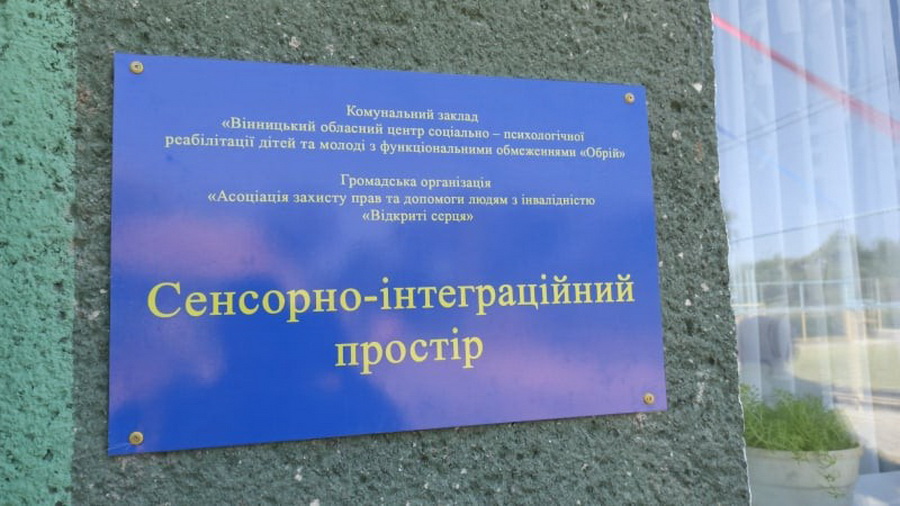 Комунальний заклад
«Вінницький обласний центр соціально – психологічної
реабілітації дітей та молоді з функціональними обмеженнями «Обрій»
Громадська організація
«Асоціація захисту прав та допомоги людям з інвалідністю
«Відкриті серця»
Сенсорно-інтеграційний
простір